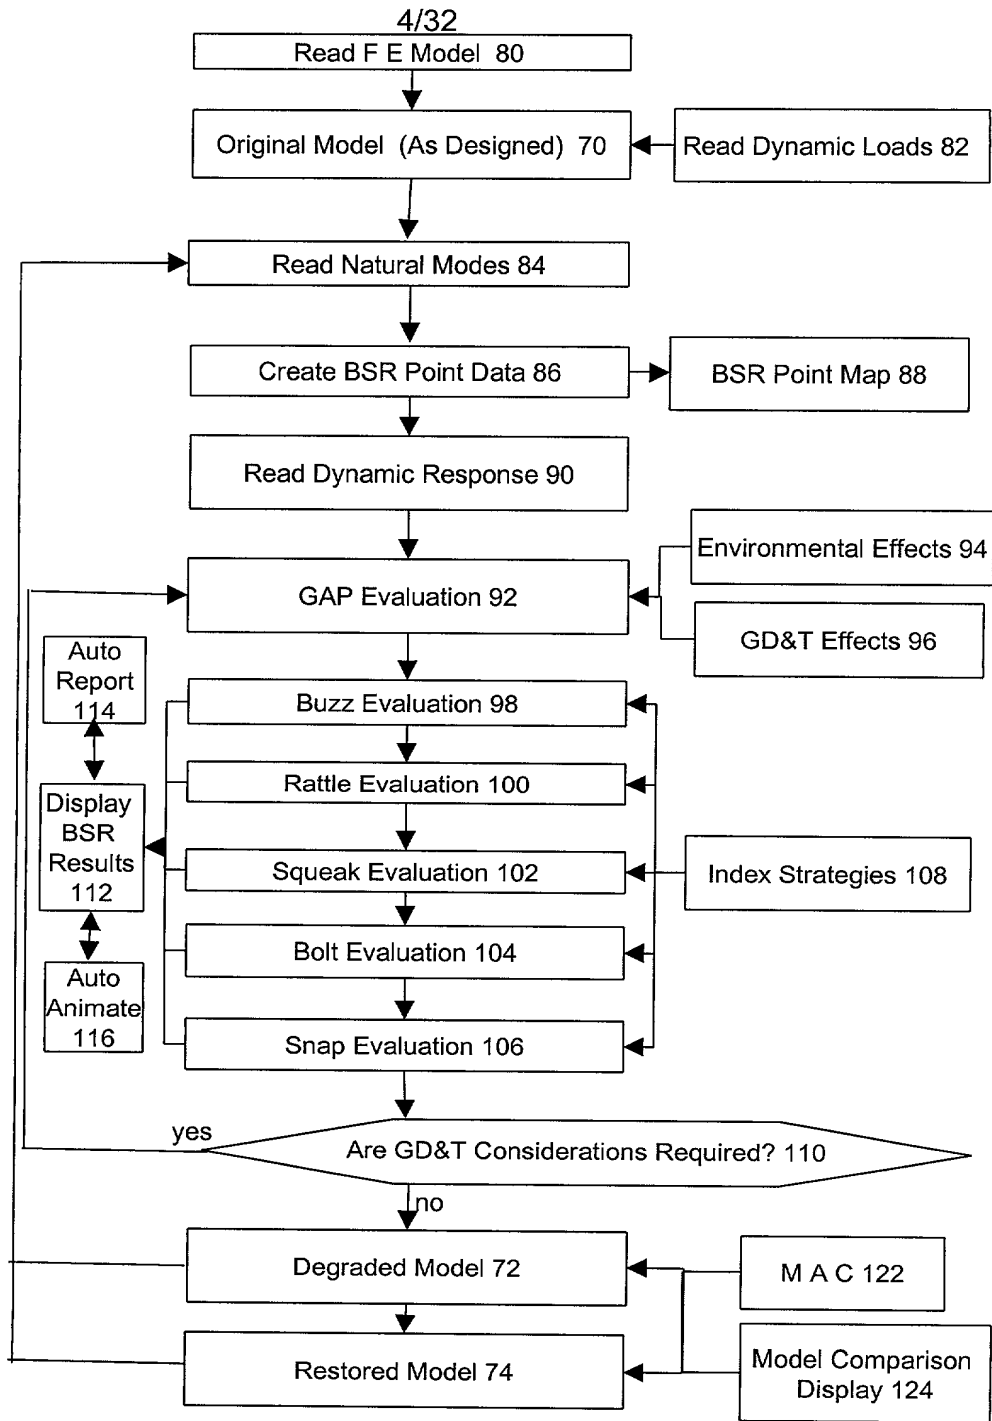 4/32
Read F E Model 80
Original Model (As Designed) 70
Read Dynamic Loads 82
Read Natural Modes 84
Create BSR Point Data 86
BSR Point Map 88
Read Dynamic Response 90
Environmental Effects 94
GAP Evaluation 92
GD&T Effects 96
Auto
Report
114
Buzz Evaluation 98
Rattle Evaluation 100
Display
BSR
Results
112
Squeak Evaluation 102
Index Strategies 108
Bolt Evaluation 104
Auto
Animate
116
Snap Evaluation 106
yes
Are GD&T Considerations Required? 110
no
Degraded Model 72
M A C 122
Restored Model 74
Model Comparison
Display 124